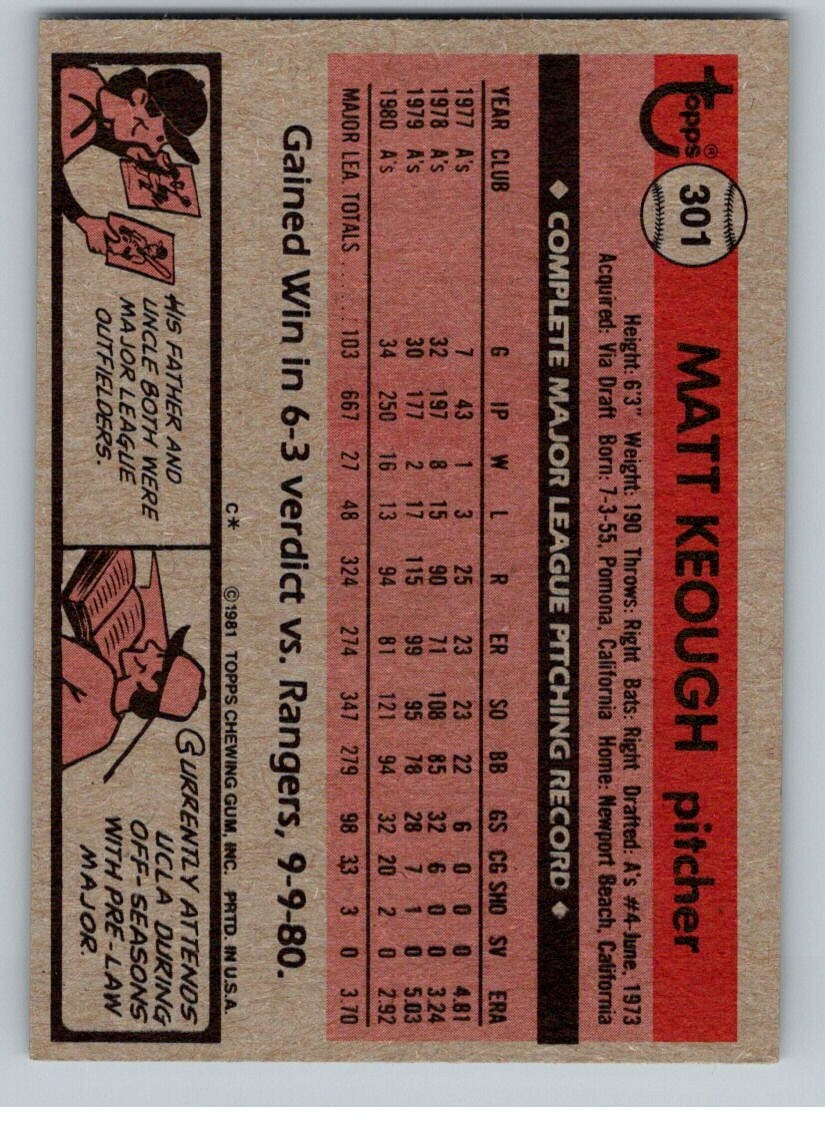 topps®
301
MATT KEOUGH pitcher
Height: 6'3" Weight: 190 Throws: Right Bats: Right Drafted: A's #4-June, 1973
Acquired: Via Draft Born: 7-3-55, Pomona, California Home: Newport Beach, California
◆ COMPLETE MAJOR LEAGUE PITCHING RECORD ◆
YEAR CLUB G IP W L R ER SO BB GS CG SHO SV ERA
1977 A's 7 43 1 3 25 23 23 22 6 0 0 0 4.81
1978 A's 32 197 8 15 90 71 108 85 32 6 0 0 3.24
1979 A's 30 177 2 17 115 99 95 78 28 7 1 0 5.03
1980 A's 34 250 16 13 94 81 121 94 32 20 2 0 2.92
MAJOR LEA. TOTALS ...... 103 667 27 48 324 274 347 279 98 33 3 0 3.70
Gained Win in 6-3 verdict vs. Rangers, 9-9-80.
C* ©1981 TOPPS CHEWING GUM, INC. PRTD. IN U.S.A.
HIS FATHER AND
UNCLE BOTH WERE
MAJOR LEAGUE
OUTFIELDERS.
CURRENTLY ATTENDS
UCLA DURING
OFF-SEASONS
WITH PRE-LAW
MAJOR.